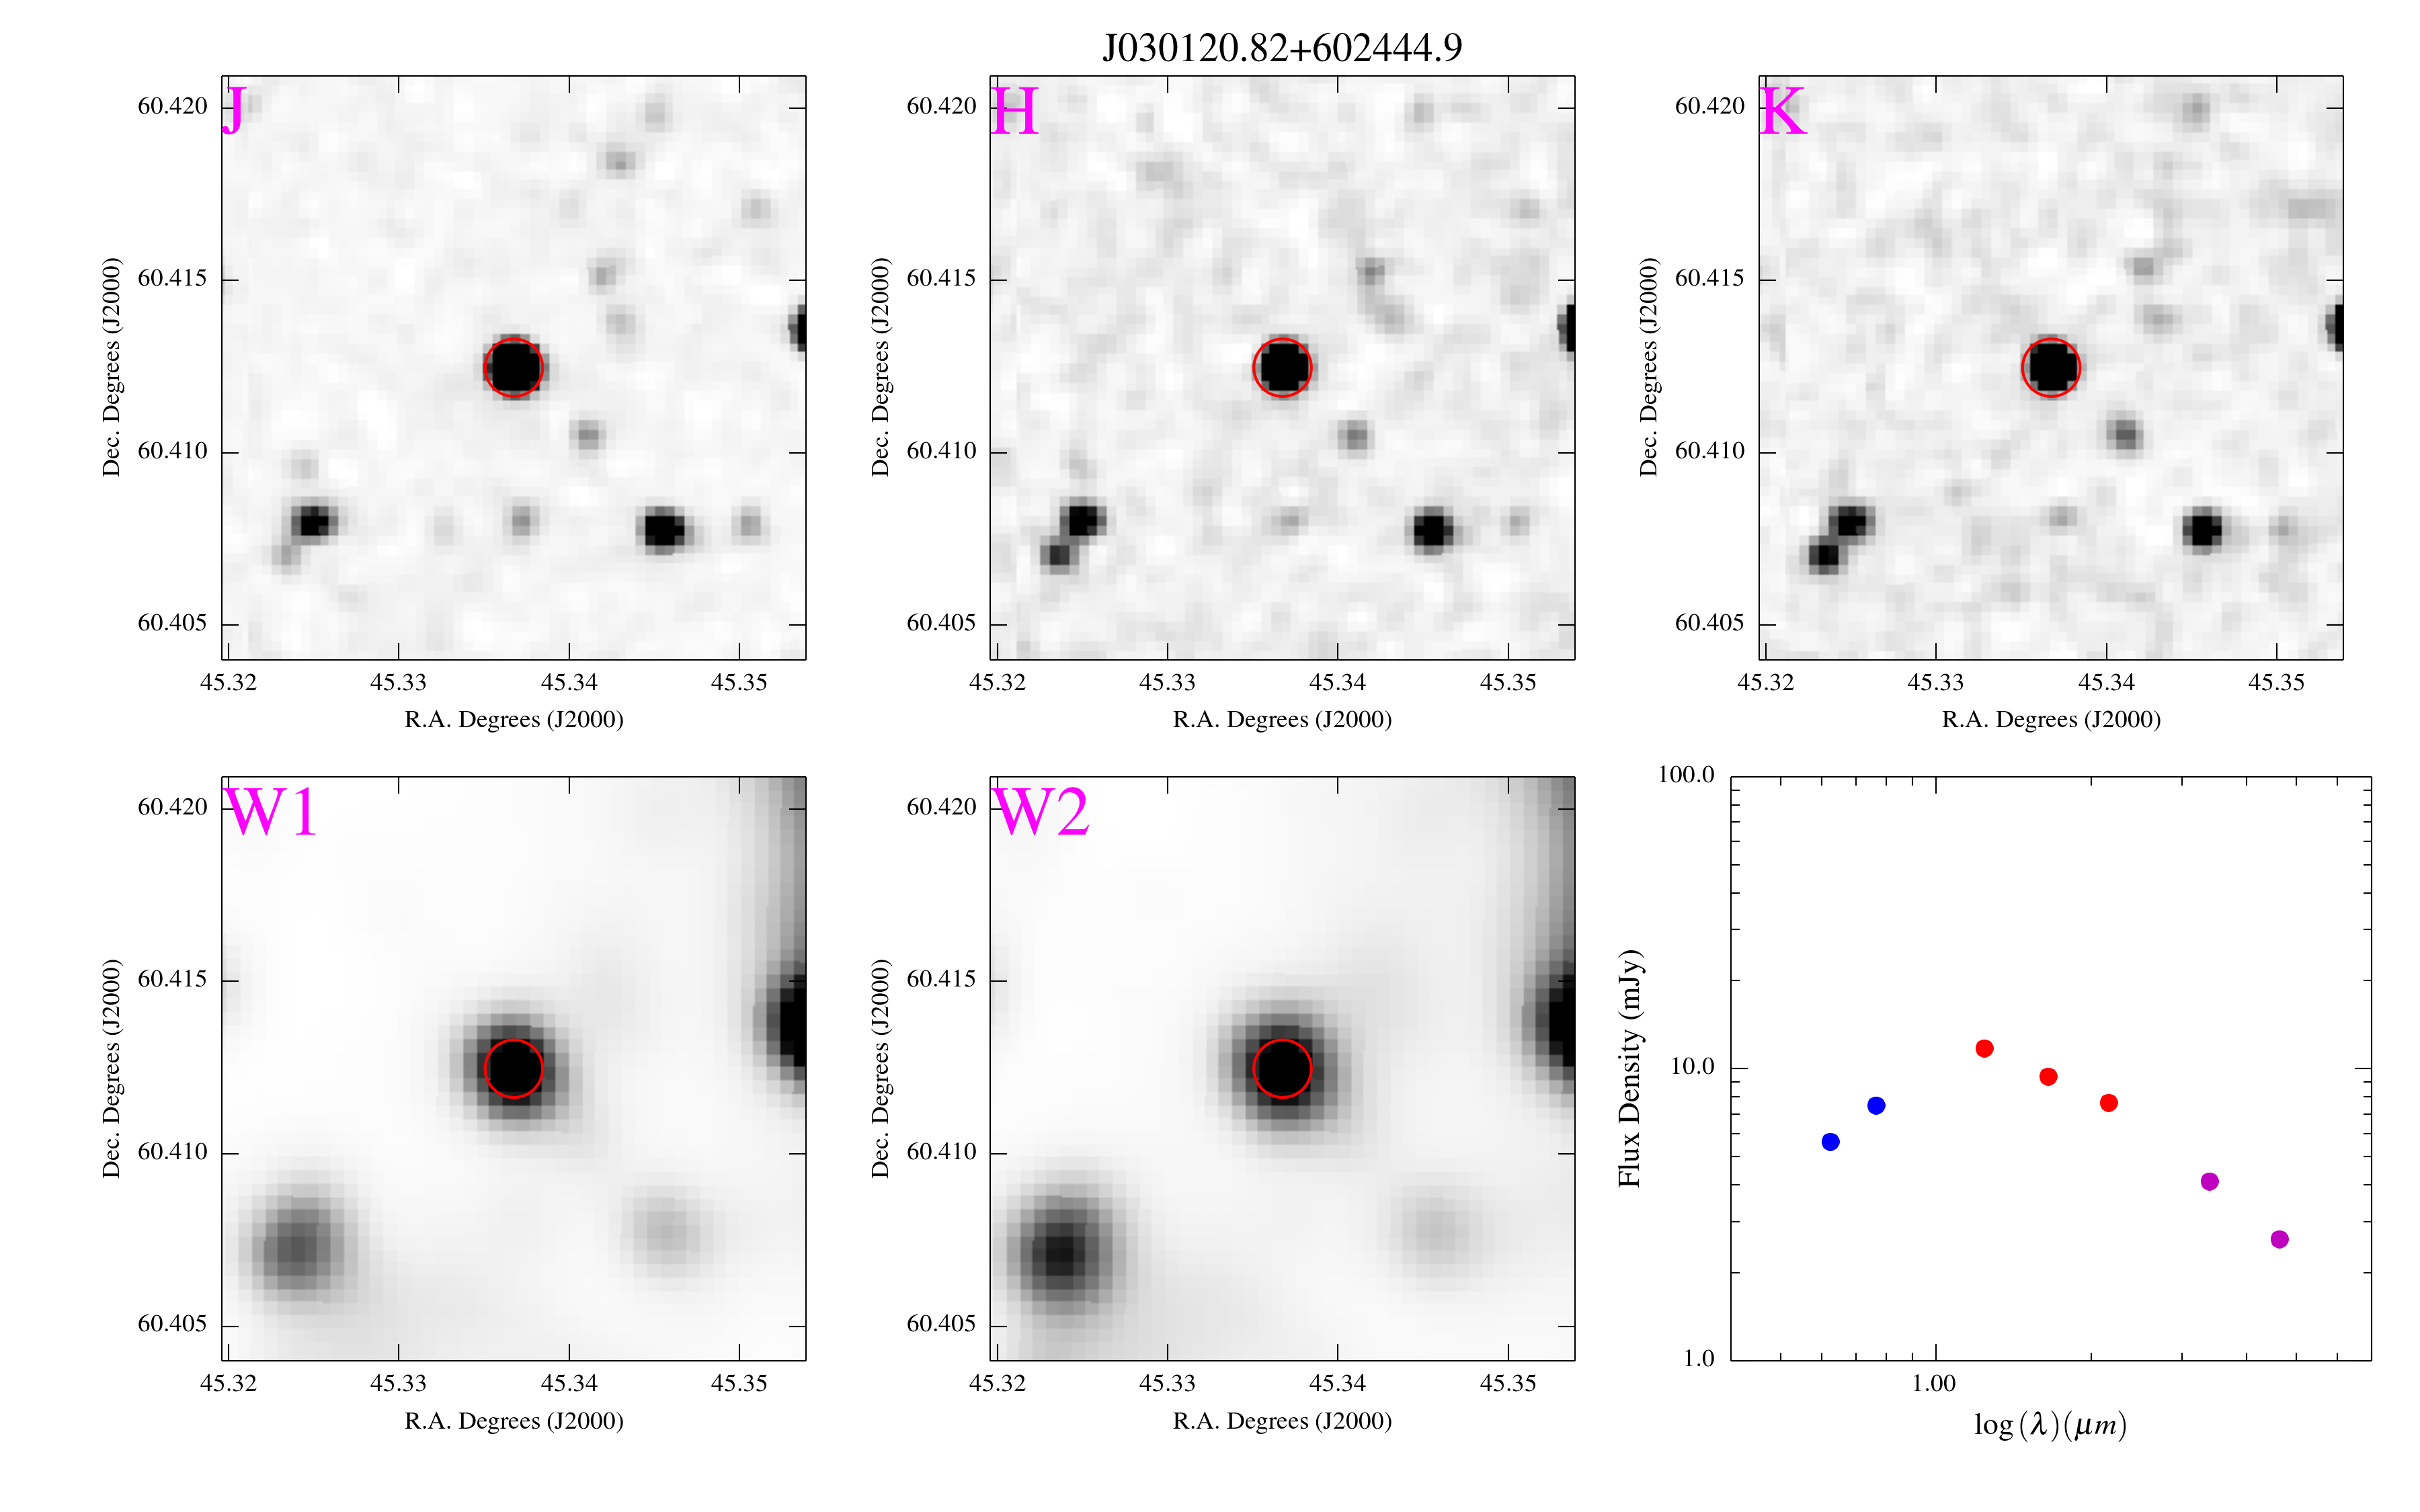 J030120.82+602444.9
J
H
K
60.420
60.415
60.410
60.405
Dec. Degrees (J2000)
45.32 45.33 45.34 45.35
R.A. Degrees (J2000)
60.420
60.415
60.410
60.405
Dec. Degrees (J2000)
45.32 45.33 45.34 45.35
R.A. Degrees (J2000)
60.420
60.415
60.410
60.405
Dec. Degrees (J2000)
45.32 45.33 45.34 45.35
R.A. Degrees (J2000)
W1
60.420
60.415
60.410
60.405
Dec. Degrees (J2000)
45.32 45.33 45.34 45.35
R.A. Degrees (J2000)
W2
60.420
60.415
60.410
60.405
Dec. Degrees (J2000)
45.32 45.33 45.34 45.35
R.A. Degrees (J2000)
100.0
10.0
1.0
Flux Density (mJy)
1.00
log(λ)(μm)